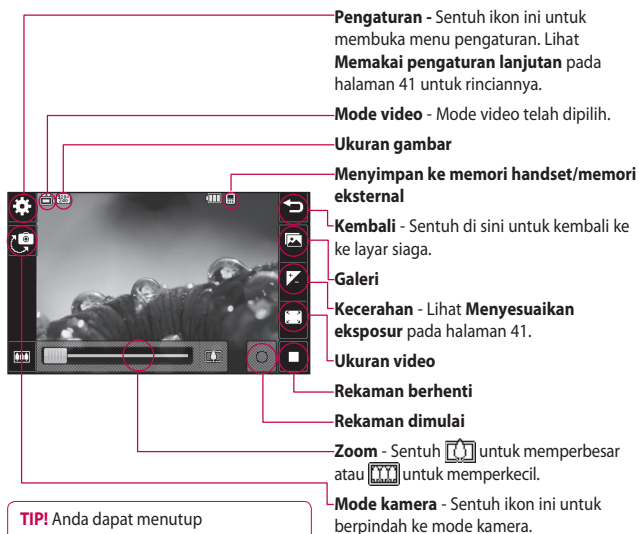 Pengaturan - Sentuh ikon ini untuk
membuka menu pengaturan. Lihat
Memakai pengaturan lanjutan pada
halaman 41 untuk rinciannya.
Mode video - Mode video telah dipilih.
Ukuran gambar
Menyimpan ke memori handset/memori
eksternal
Kembali - Sentuh di sini untuk kembali ke
ke layar siaga.
Galeri
Kecerahan - Lihat Menyesuaikan
eksposur pada halaman 41.
Ukuran video
Rekaman berhenti
Rekaman dimulai
Zoom - Sentuh untuk memperbesar
atau untuk memperkecil.
Mode kamera - Sentuh ikon ini untuk
berpindah ke mode kamera.
TIP! Anda dapat menutup